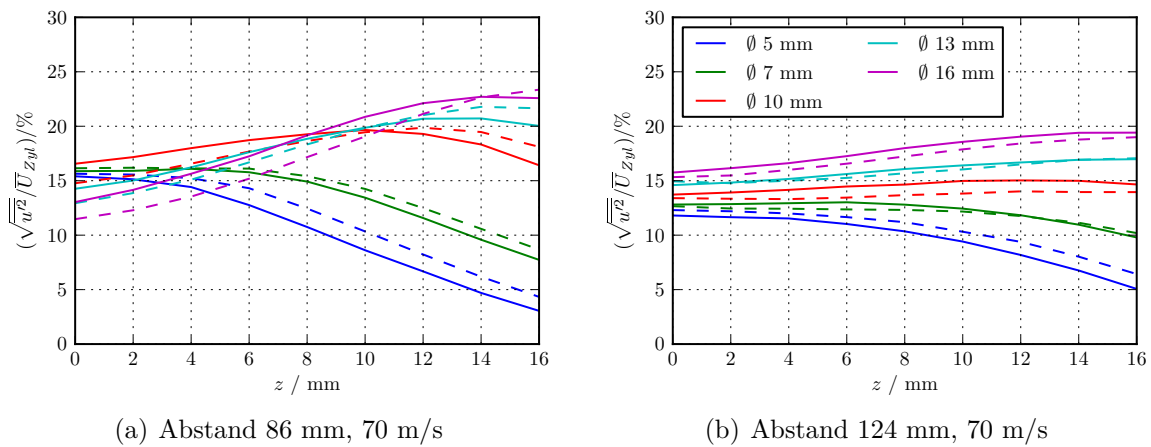 30
25
20
15
10
5
0
(√u′²/U̅_Zyl)/%
0 2 4 6 8 10 12 14 16
z / mm
(a) Abstand 86 mm, 70 m/s
30
25
20
15
10
5
0
(√u′²/U̅_Zyl)/%
∅ 5 mm
∅ 7 mm
∅ 10 mm
∅ 13 mm
∅ 16 mm
0 2 4 6 8 10 12 14 16
z / mm
(b) Abstand 124 mm, 70 m/s